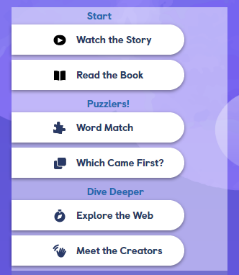 Start
Watch the Story
Read the Book
Puzzlers!
Word Match
Which Came First?
Dive Deeper
Explore the Web
Meet the Creators